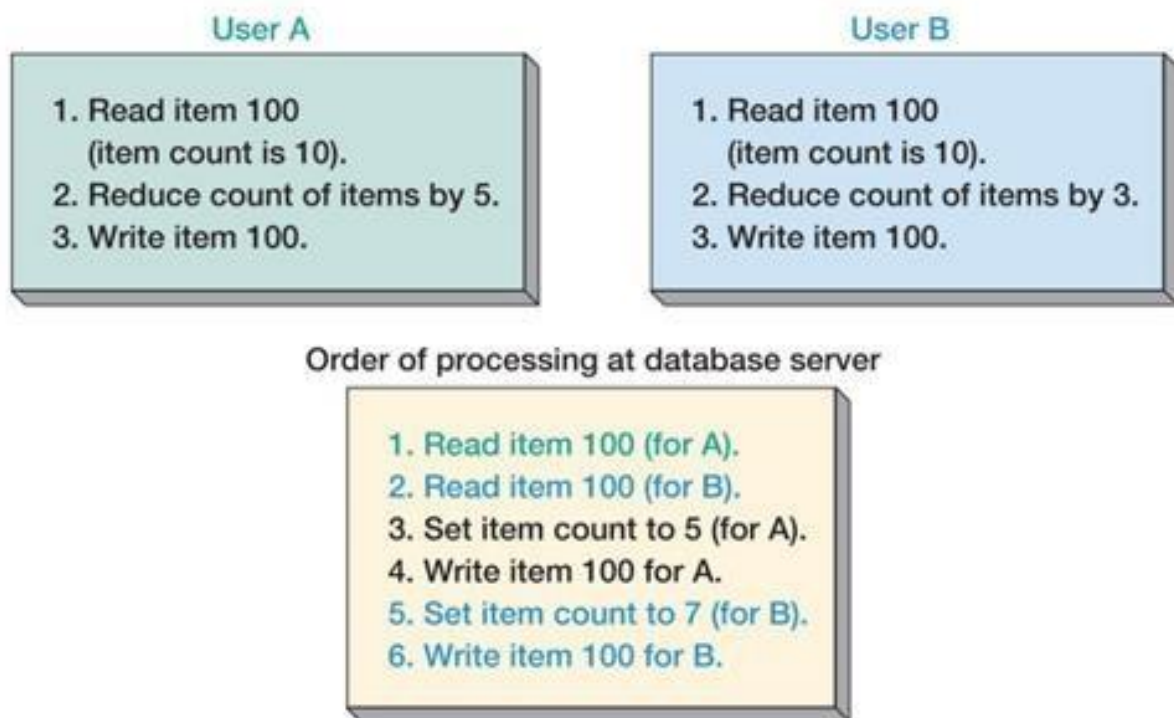 User A
1. Read item 100
(item count is 10).
2. Reduce count of items by 5.
3. Write item 100.
User B
1. Read item 100
(item count is 10).
2. Reduce count of items by 3.
3. Write item 100.
Order of processing at database server
1. Read item 100 (for A).
2. Read item 100 (for B).
3. Set item count to 5 (for A).
4. Write item 100 for A.
5. Set item count to 7 (for B).
6. Write item 100 for B.